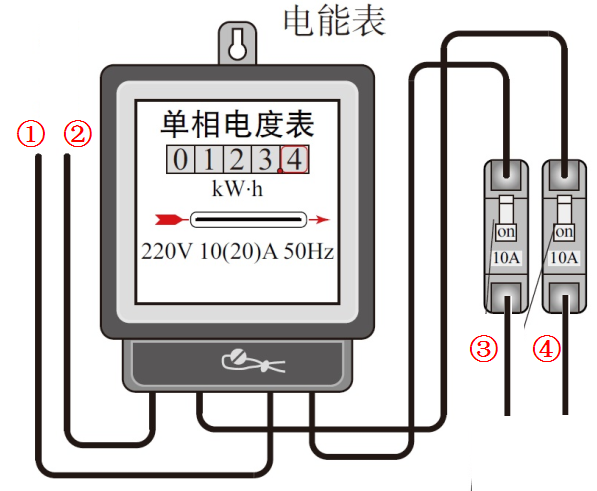 电能表
① ②
单相电度表
0 1 2 3 . 4
kW·h
220V 10(20)A 50Hz
on on
10A 10A
③ ④